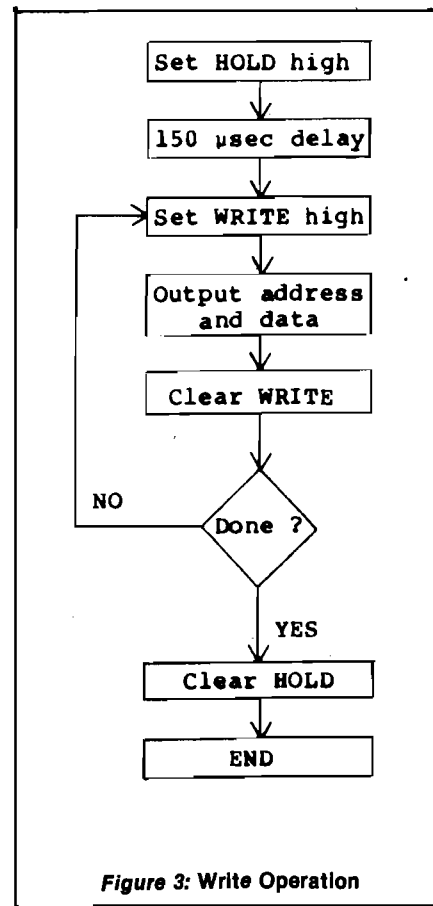 Set HOLD high
150 µsec delay
Set WRITE high
Output address
and data
Clear WRITE
NO
Done ?
YES
Clear HOLD
END
Figure 3: Write Operation